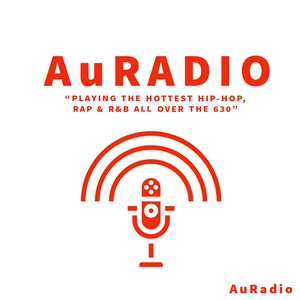 AuRADIO
“PLAYING THE HOTTEST HIP-HOP,
RAP & R&B ALL OVER THE 630”
AuRadio